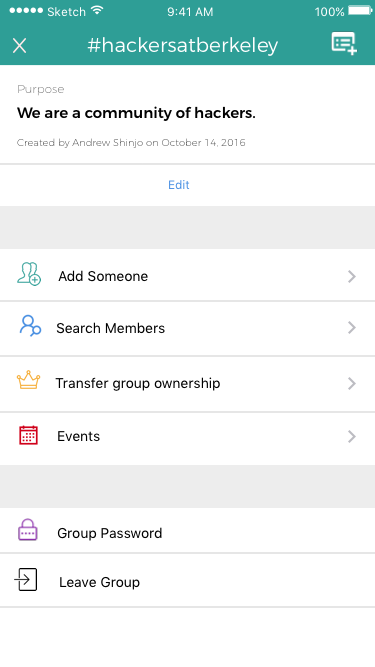 Sketch 9:41 AM 100%
#hackersatberkeley
Purpose
We are a community of hackers.
Created by Andrew Shinjo on October 14, 2016
Edit
Add Someone
Search Members
Transfer group ownership
Events
Group Password
Leave Group